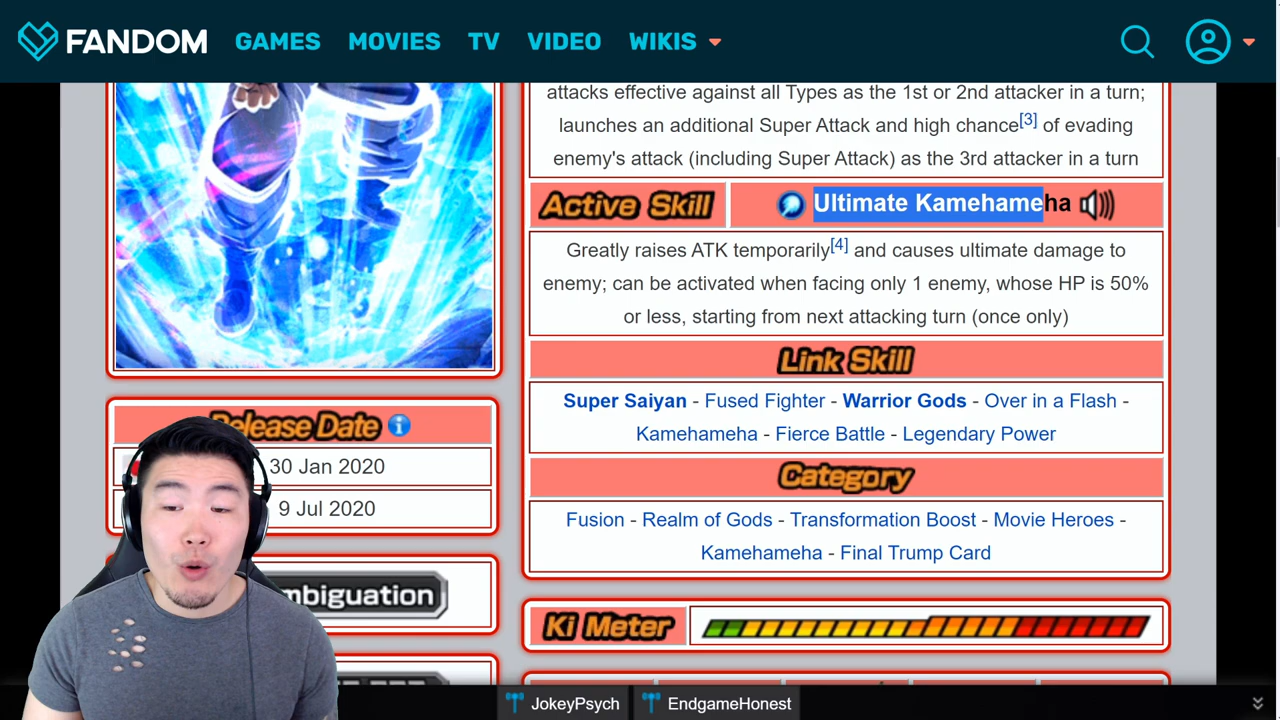 FANDOM GAMES MOVIES TV VIDEO WIKIS
attacks effective against all Types as the 1st or 2nd attacker in a turn;
launches an additional Super Attack and high chance[3] of evading
enemy's attack (including Super Attack) as the 3rd attacker in a turn
Active Skill Ultimate Kamehameha
Greatly raises ATK temporarily[4] and causes ultimate damage to
enemy; can be activated when facing only 1 enemy, whose HP is 50%
or less, starting from next attacking turn (once only)
Link Skill
Super Saiyan - Fused Fighter - Warrior Gods - Over in a Flash -
Kamehameha - Fierce Battle - Legendary Power
Category
Fusion - Realm of Gods - Transformation Boost - Movie Heroes -
Kamehameha - Final Trump Card
Ki Meter
Release Date
30 Jan 2020
9 Jul 2020
mbiguation
JokeyPsych EndgameHonest